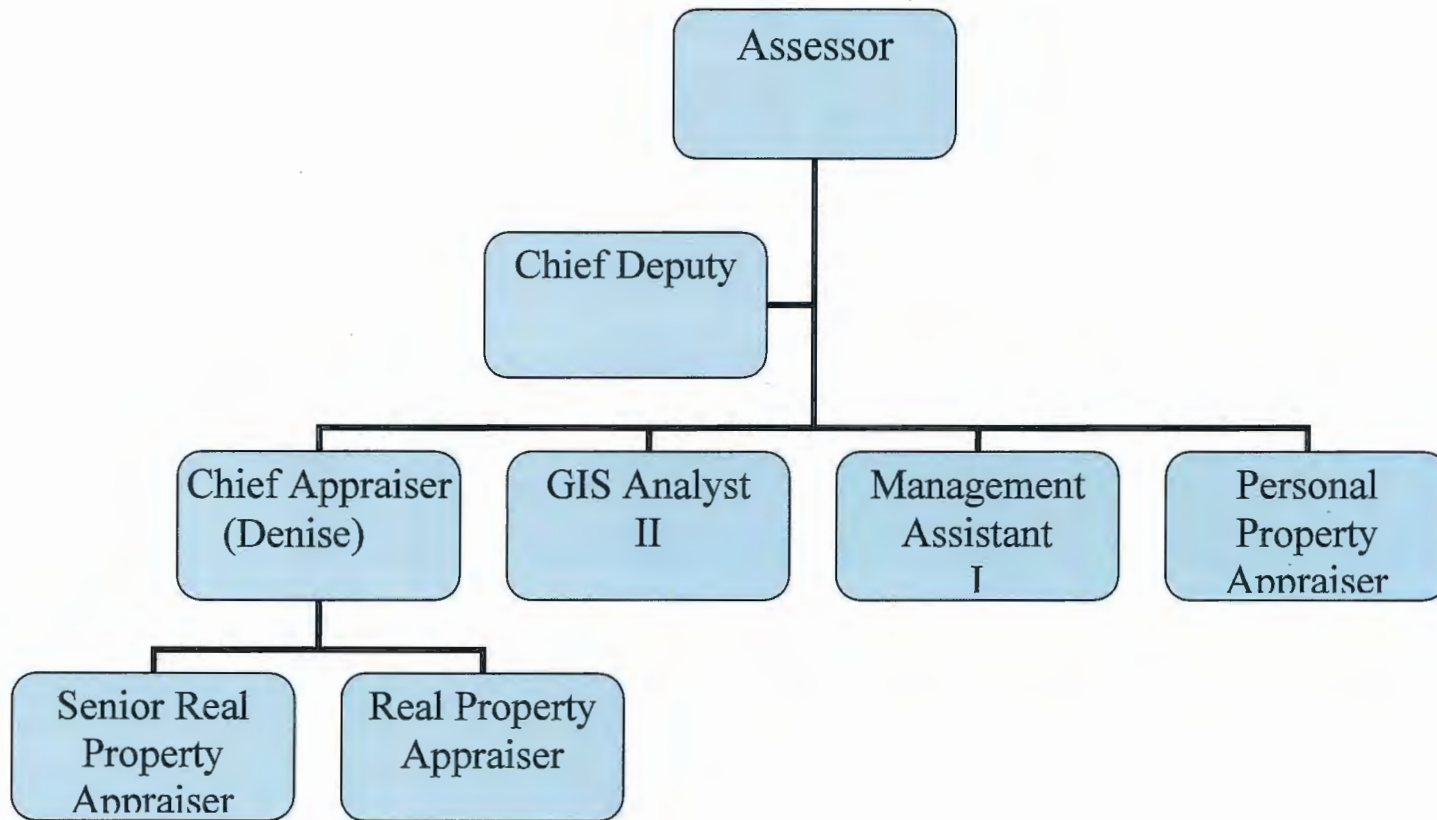 Assessor
Chief Deputy
Chief Appraiser
(Denise)
GIS Analyst
II
Management
Assistant
I
Personal
Property
Appraiser
Senior Real
Property
Appraiser
Real Property
Appraiser